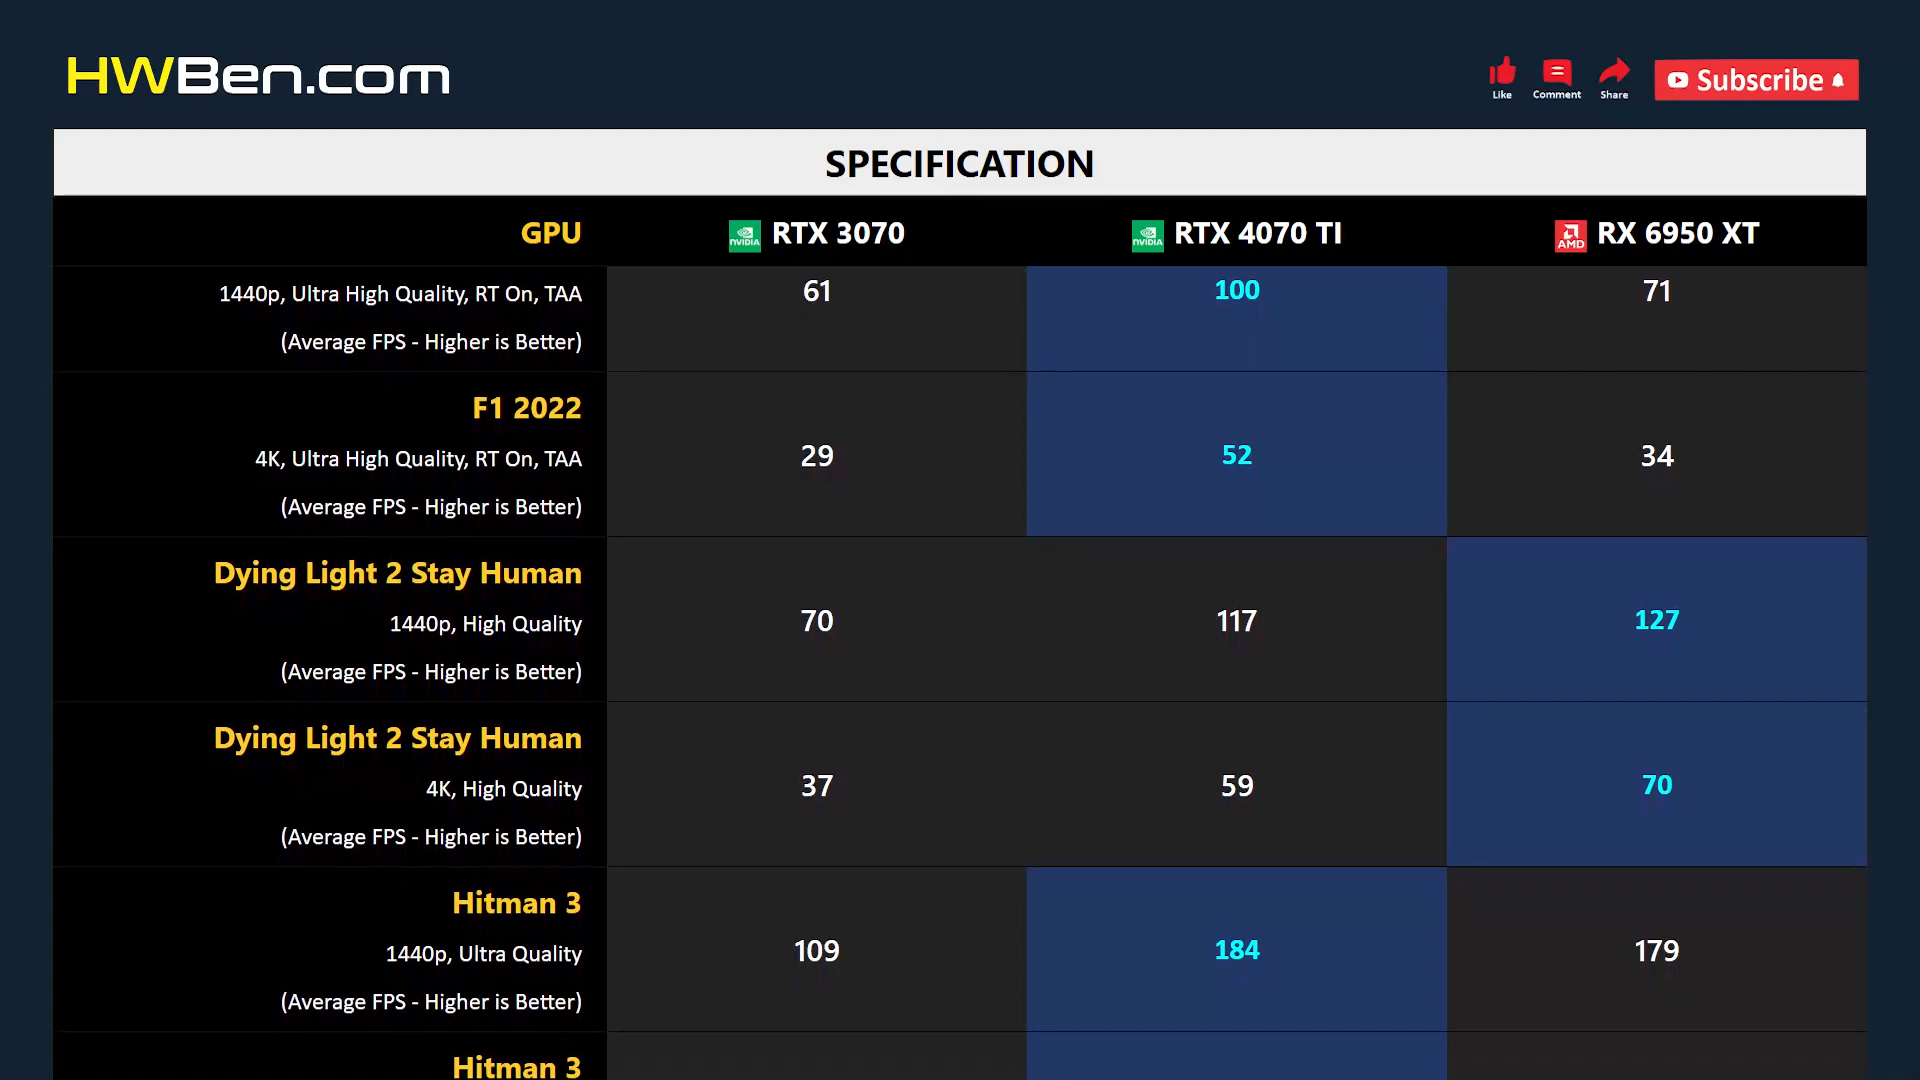 HWBen.com
Like Comment Share Subscribe
SPECIFICATION
GPU NVIDIA RTX 3070 NVIDIA RTX 4070 TI AMD RX 6950 XT
1440p, Ultra High Quality, RT On, TAA 61 100 71
(Average FPS - Higher is Better)
F1 2022
4K, Ultra High Quality, RT On, TAA 29 52 34
(Average FPS - Higher is Better)
Dying Light 2 Stay Human
1440p, High Quality 70 117 127
(Average FPS - Higher is Better)
Dying Light 2 Stay Human
4K, High Quality 37 59 70
(Average FPS - Higher is Better)
Hitman 3
1440p, Ultra Quality 109 184 179
(Average FPS - Higher is Better)
Hitman 3